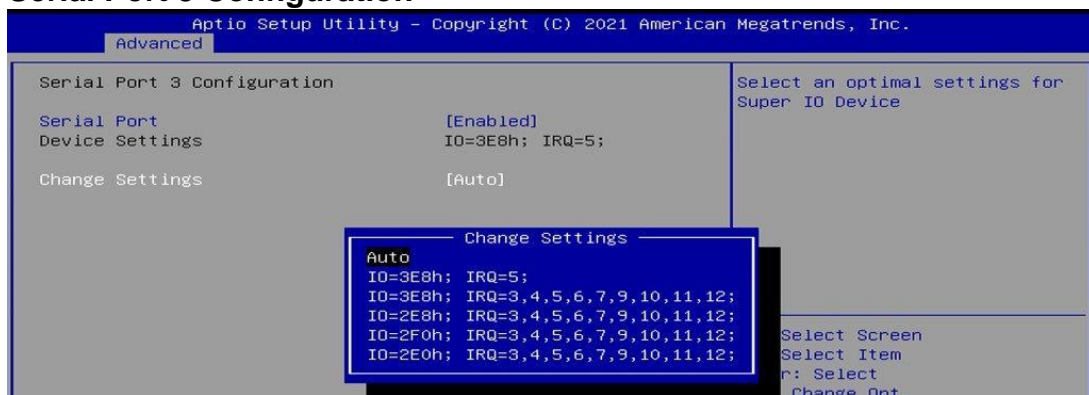 Aptio Setup Utility – Copyright (C) 2021 American Megatrends, Inc.
Advanced
Serial Port 3 Configuration
Serial Port [Enabled]
Device Settings IO=3E8h; IRQ=5;
Change Settings [Auto]
Select an optimal settings for
Super IO Device
Change Settings
Auto
IO=3E8h; IRQ=5;
IO=3E8h; IRQ=3,4,5,6,7,9,10,11,12;
IO=2E8h; IRQ=3,4,5,6,7,9,10,11,12;
IO=2F0h; IRQ=3,4,5,6,7,9,10,11,12;
IO=2E0h; IRQ=3,4,5,6,7,9,10,11,12;
Select Screen
Select Item
r: Select
Change Opt